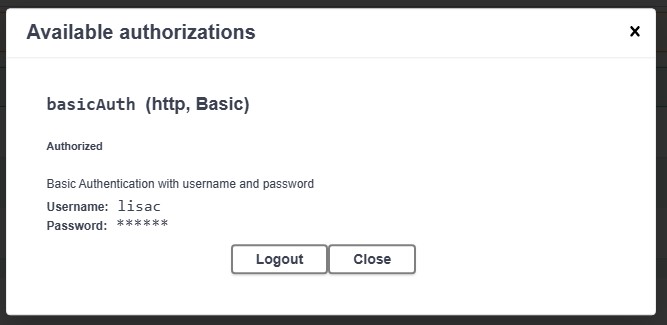 Available authorizations ×
basicAuth (http, Basic)
Authorized
Basic Authentication with username and password
Username: lisac
Password: ******
Logout Close